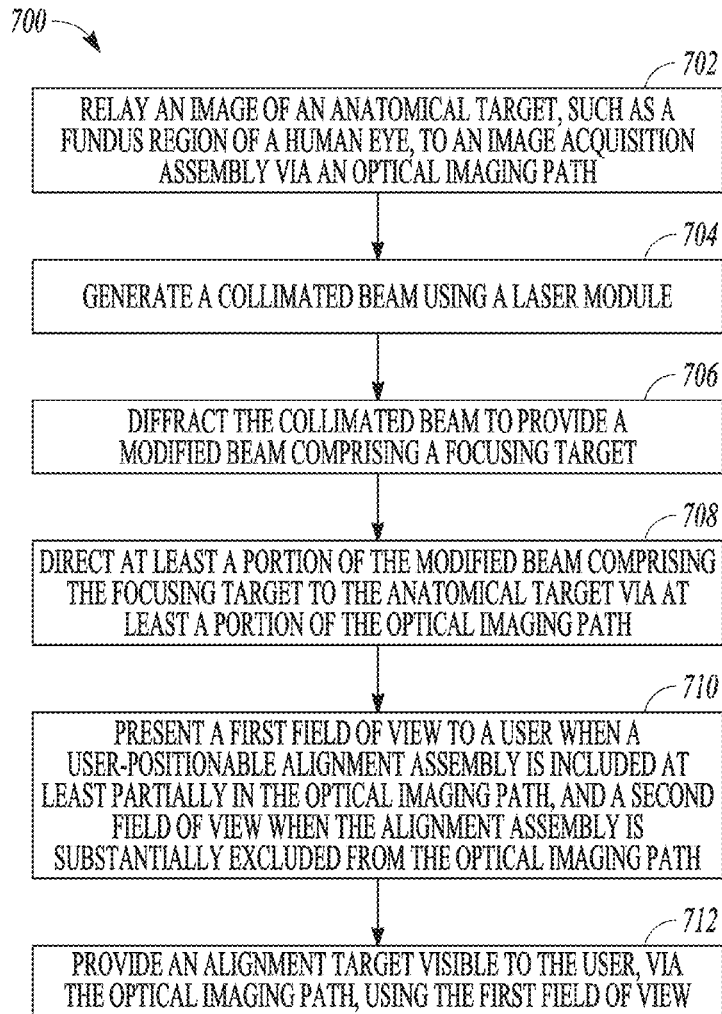 700
702
RELAY AN IMAGE OF AN ANATOMICAL TARGET, SUCH AS A
FUNDUS REGION OF A HUMAN EYE, TO AN IMAGE ACQUISITION
ASSEMBLY VIA AN OPTICAL IMAGING PATH
704
GENERATE A COLLIMATED BEAM USING A LASER MODULE
706
DIFFRACT THE COLLIMATED BEAM TO PROVIDE A
MODIFIED BEAM COMPRISING A FOCUSING TARGET
708
DIRECT AT LEAST A PORTION OF THE MODIFIED BEAM COMPRISING
THE FOCUSING TARGET TO THE ANATOMICAL TARGET VIA AT
LEAST A PORTION OF THE OPTICAL IMAGING PATH
710
PRESENT A FIRST FIELD OF VIEW TO A USER WHEN A
USER-POSITIONABLE ALIGNMENT ASSEMBLY IS INCLUDED AT
LEAST PARTIALLY IN THE OPTICAL IMAGING PATH, AND A SECOND
FIELD OF VIEW WHEN THE ALIGNMENT ASSEMBLY IS
SUBSTANTIALLY EXCLUDED FROM THE OPTICAL IMAGING PATH
712
PROVIDE AN ALIGNMENT TARGET VISIBLE TO THE USER, VIA
THE OPTICAL IMAGING PATH, USING THE FIRST FIELD OF VIEW